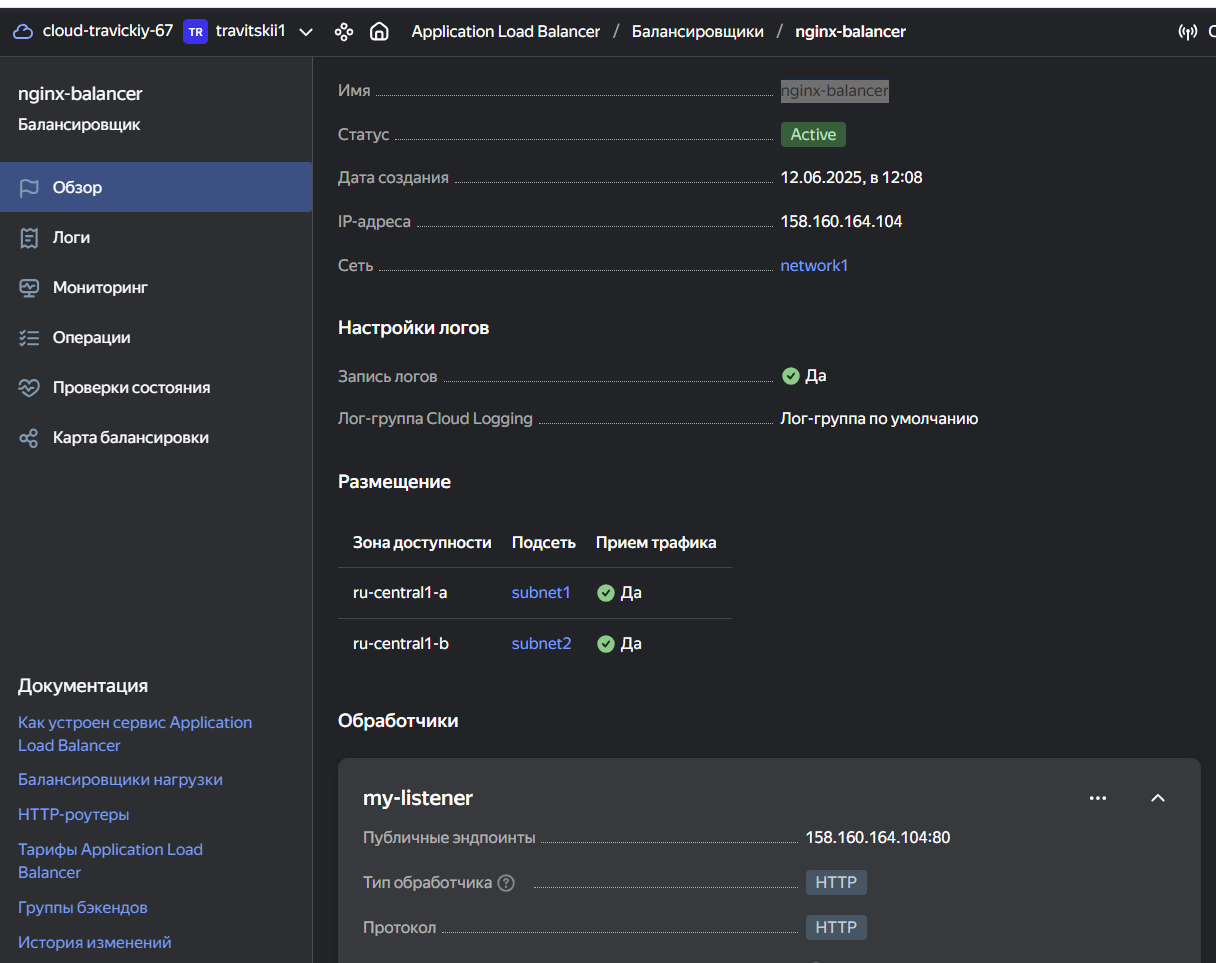 cloud-travickiy-67 TR travitskii1 Application Load Balancer / Балансировщики / nginx-balancer
nginx-balancer
Балансировщик
Обзор
Логи
Мониторинг
Операции
Проверки состояния
Карта балансировки
Документация
Как устроен сервис Application
Load Balancer
Балансировщики нагрузки
HTTP-роутеры
Тарифы Application Load
Balancer
Группы бэкендов
История изменений
Имя nginx-balancer
Статус Active
Дата создания 12.06.2025, в 12:08
IP-адреса 158.160.164.104
Сеть network1
Настройки логов
Запись логов Да
Лог-группа Cloud Logging Лог-группа по умолчанию
Размещение
Зона доступности Подсеть Прием трафика
ru-central1-a subnet1 Да
ru-central1-b subnet2 Да
Обработчики
my-listener
Публичные эндпоинты 158.160.164.104:80
Тип обработчика HTTP
Протокол HTTP